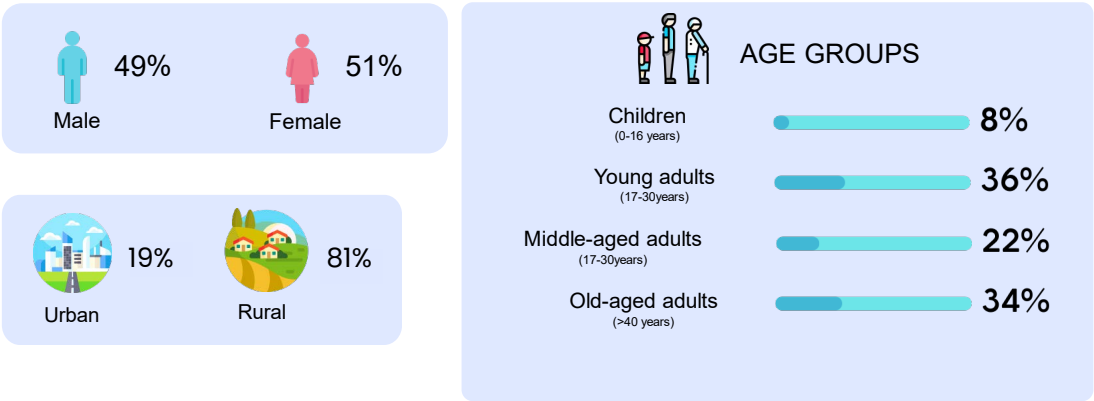 49%
51%
Male
Female
19%
81%
Urban
Rural
AGE GROUPS
Children
(0-16 years)
8%
Young adults
(17-30years)
36%
Middle-aged adults
(17-30years)
22%
Old-aged adults
(>40 years)
34%